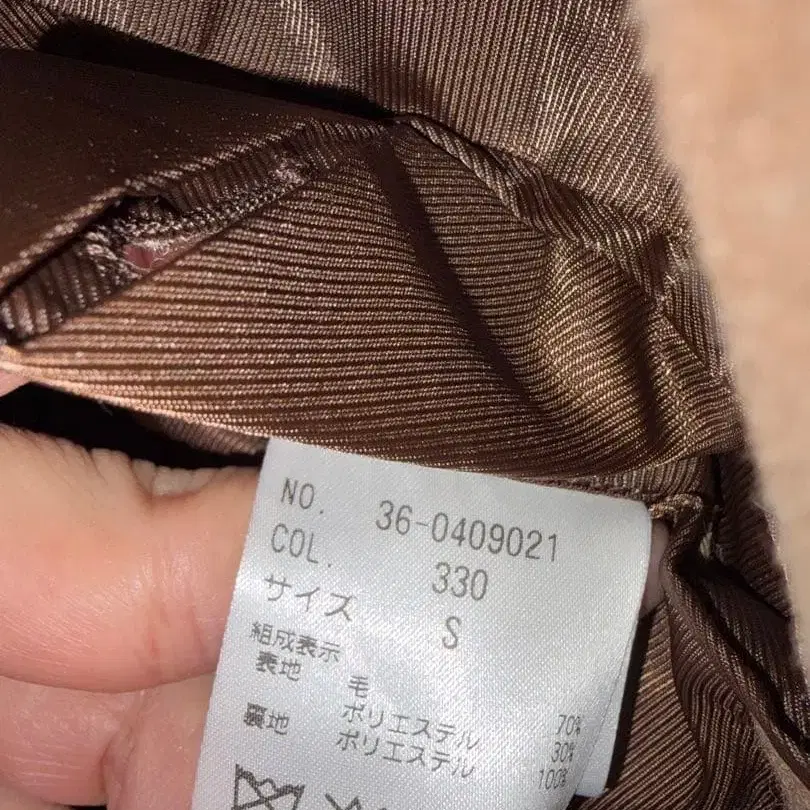 NO. 36-0409021
COL. 330
サイズ S
組成表示
表地 毛 70%
ポリエステル 30%
裏地 ポリエステル 100%